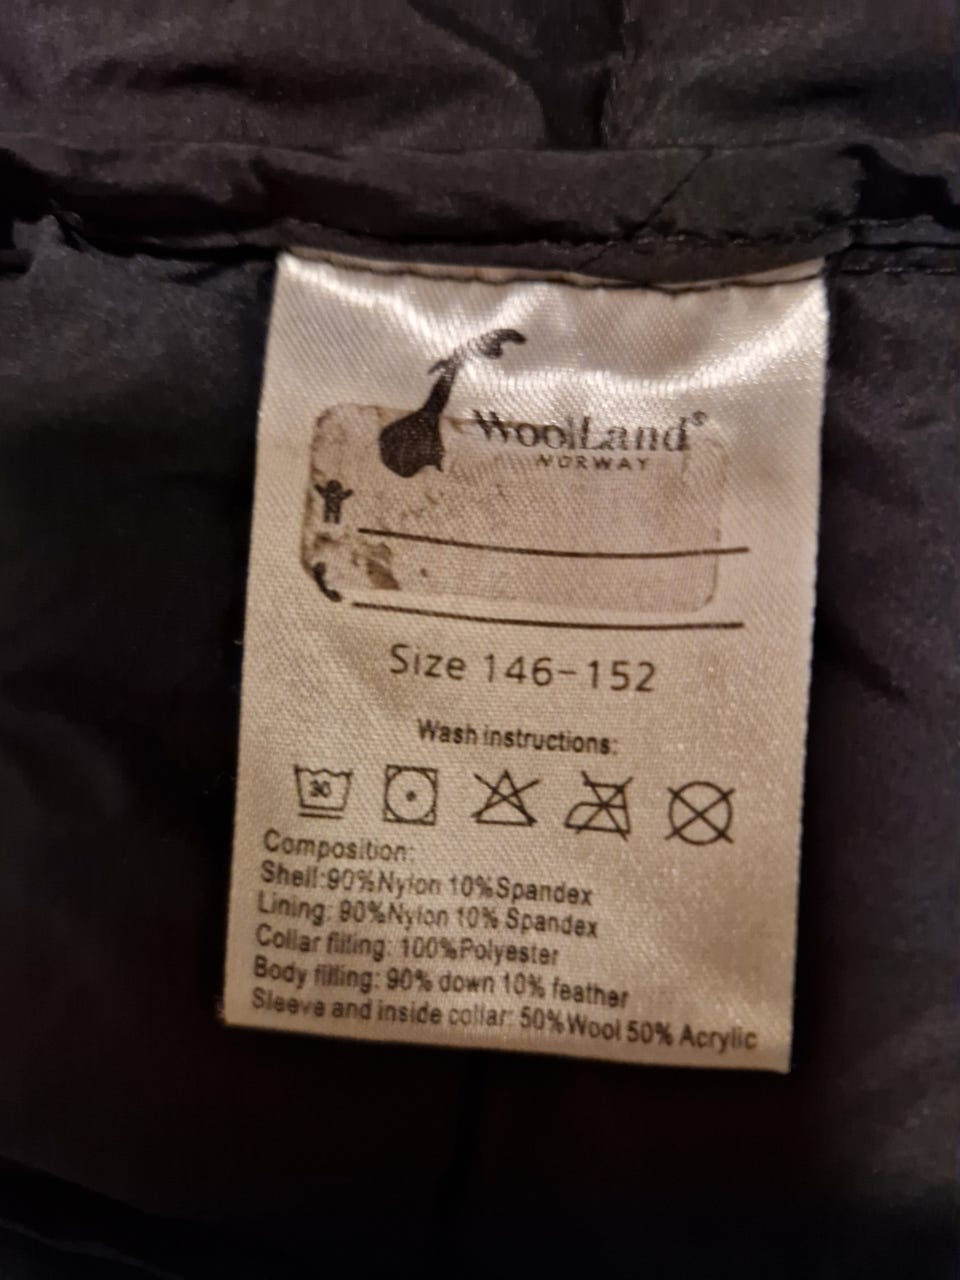 WoolLand®
NORWAY
Size 146-152
Wash instructions:
30
Composition:
Shell:90%Nylon 10%Spandex
Lining: 90%Nylon 10% Spandex
Collar filling: 100%Polyester
Body filling: 90% down 10% feather
Sleeve and inside collar: 50%Wool 50% Acrylic